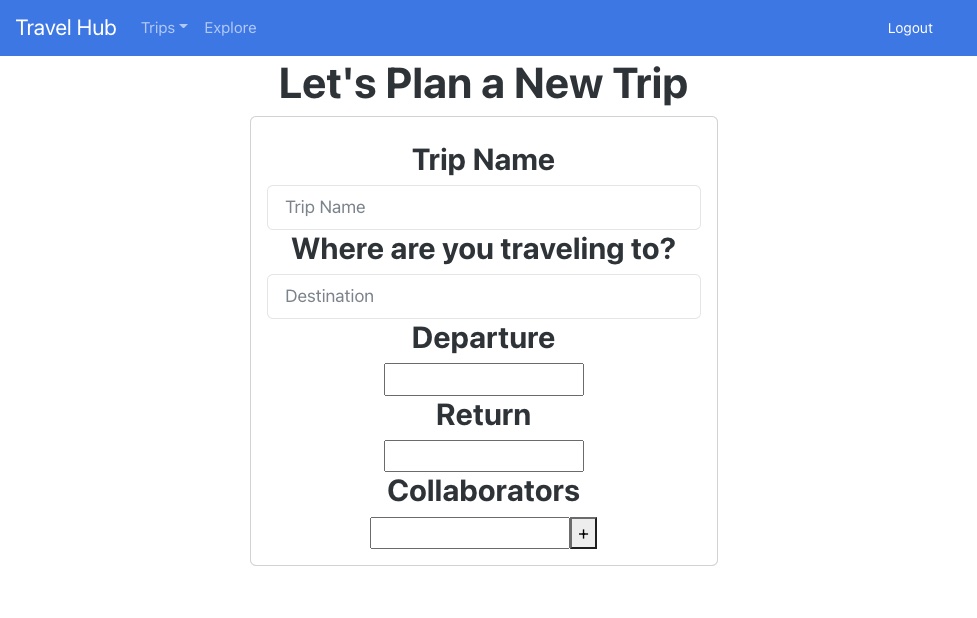 Travel Hub Trips Explore Logout
Let's Plan a New Trip
Trip Name
Trip Name
Where are you traveling to?
Destination
Departure
Return
Collaborators
+